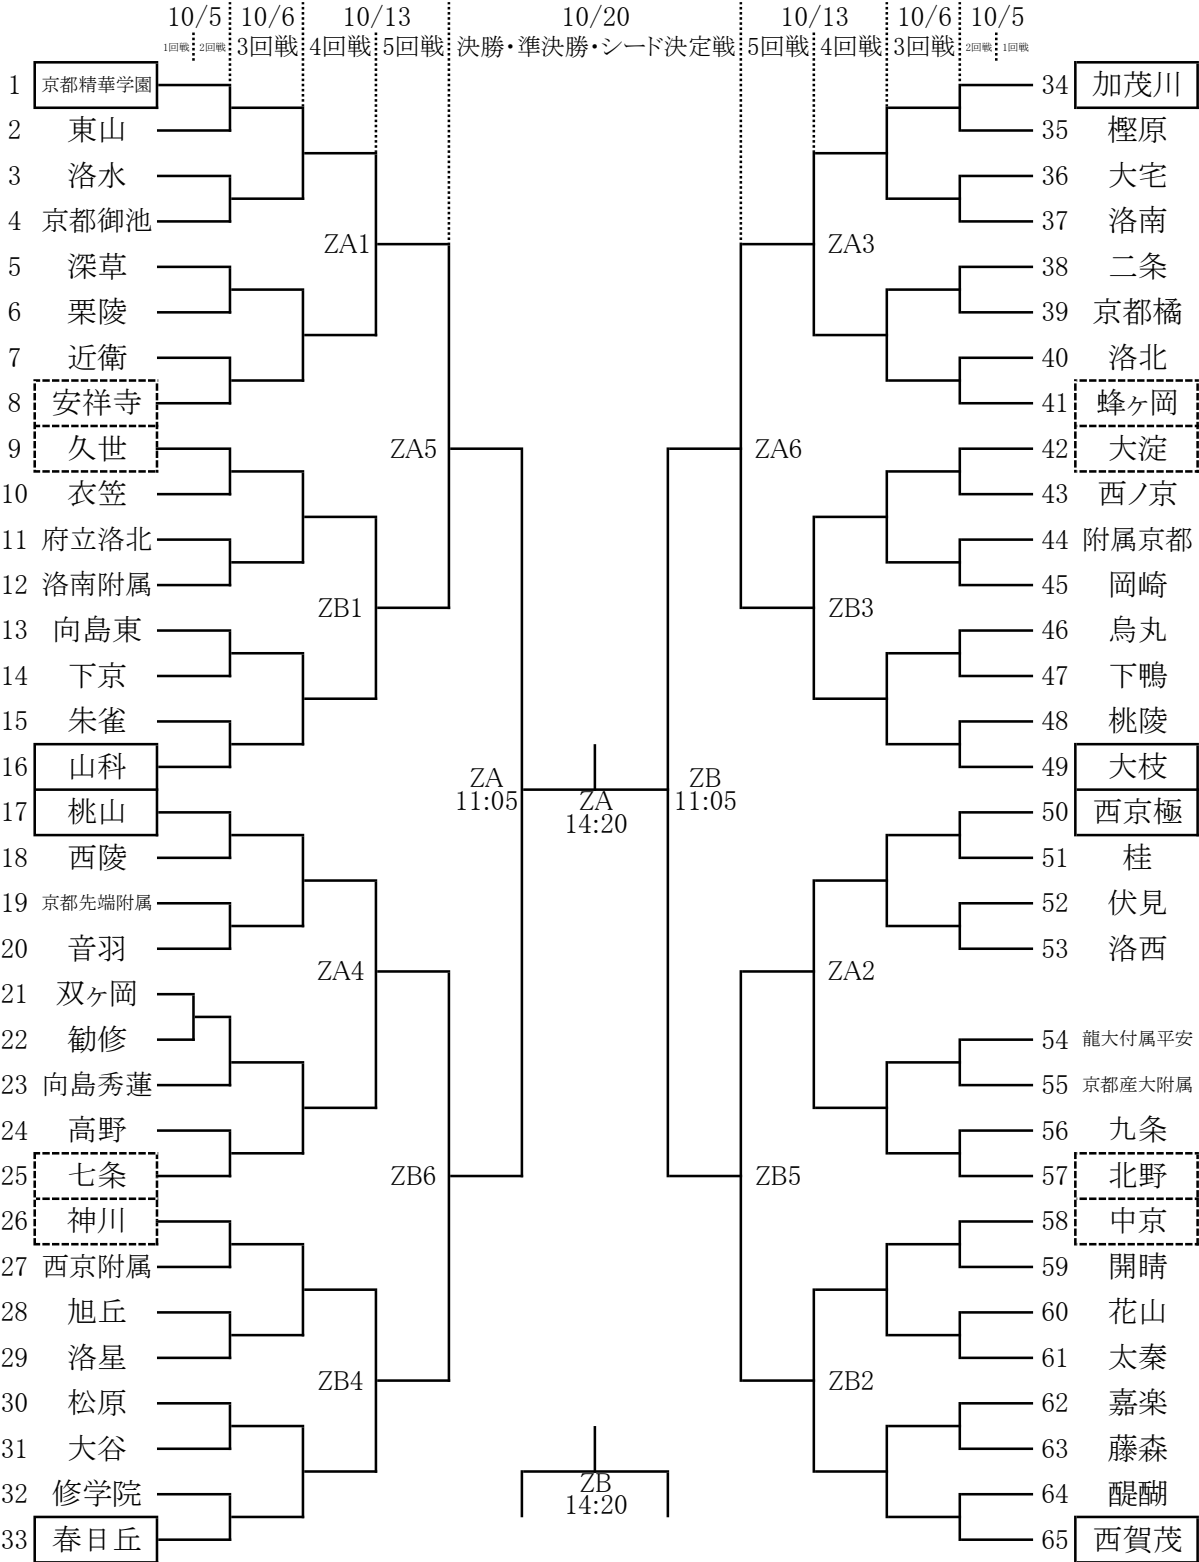 10/5 10/6 10/13 10/20 10/13 10/6 10/5
1回戦 2回戦 3回戦 4回戦 5回戦 決勝・準決勝・シード決定戦 5回戦 4回戦 3回戦 2回戦 1回戦
1 京都精華学園
2 東山
3 洛水
4 京都御池
5 深草
6 栗陵
7 近衛
8 安祥寺
9 久世
10 衣笠
11 府立洛北
12 洛南附属
13 向島東
14 下京
15 朱雀
16 山科
17 桃山
18 西陵
19 京都先端附属
20 音羽
21 双ヶ岡
22 勧修
23 向島秀蓮
24 高野
25 七条
26 神川
27 西京附属
28 旭丘
29 洛星
30 松原
31 大谷
32 修学院
33 春日丘
ZA1
ZA5
ZB1
ZA4
ZB6
ZB4
ZA
11:05
ZA
14:20
ZB
11:05
ZB
14:20
ZA3
ZA6
ZB3
ZA2
ZB5
ZB2
34 加茂川
35 樫原
36 大宅
37 洛南
38 二条
39 京都橘
40 洛北
41 蜂ヶ岡
42 大淀
43 西ノ京
44 附属京都
45 岡崎
46 烏丸
47 下鴨
48 桃陵
49 大枝
50 西京極
51 桂
52 伏見
53 洛西
54 龍大付属平安
55 京都産大附属
56 九条
57 北野
58 中京
59 開睛
60 花山
61 太秦
62 嘉楽
63 藤森
64 醍醐
65 西賀茂